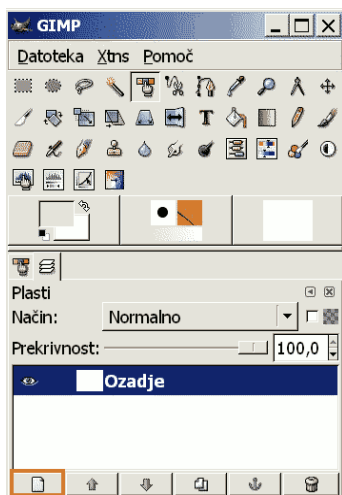 GIMP
Datoteka Xtns Pomoč
T
Plasti
Način: Normalno
Prekrivnost: 100,0
Ozadje